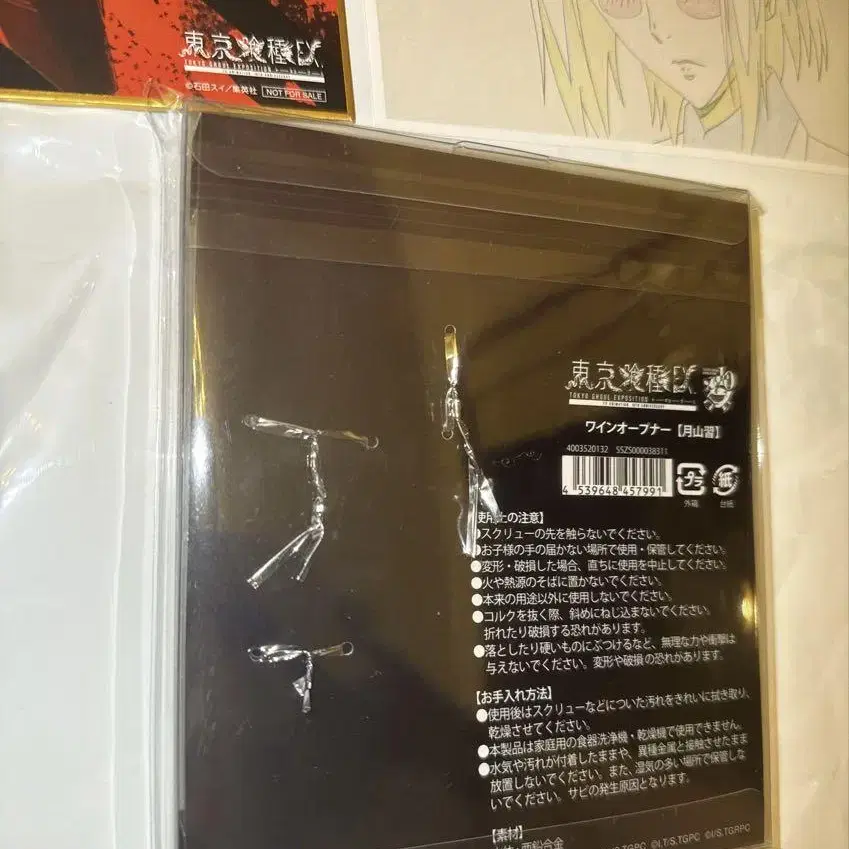 東京喰種EX.
TOKYO GHOUL EXPOSITION
TV ANIMATION 10TH ANNIVERSARY
©石田スイ/集英社 NOT FOR SALE
東京喰種EX.
TOKYO GHOUL EXPOSITION
TV ANIMATION 10TH ANNIVERSARY
ワインオープナー【月山習】
4003520132 SSZS000038311
4 539648 457991
プラ 紙
外箱 台紙
使用上の注意】
●スクリューの先を触らないでください。
●お子様の手の届かない場所で使用・保管してください。
●変形・破損した場合、直ちに使用を中止してください。
●火や熱源のそばに置かないでください。
●本来の用途以外に使用しないでください。
●コルクを抜く際、斜めにねじ込まないでください。
折れたり破損する恐れがあります。
●落としたり硬いものにぶつけるなど、無理な力や衝撃は
与えないでください。変形や破損の恐れがあります。
【お手入れ方法】
●使用後はスクリューなどについた汚れをきれいに拭き取り、
乾燥させてください。
●本製品は家庭用の食器洗浄機・乾燥機で使用できません。
●水気や汚れが付着したままや、異種金属と接触させたまま
放置しないでください。また、湿気の多い場所で保管しな
いでください。サビの発生原因となります。
【素材】
亜鉛合金
©I.T/S.TGPC ©I/S.TGRPC